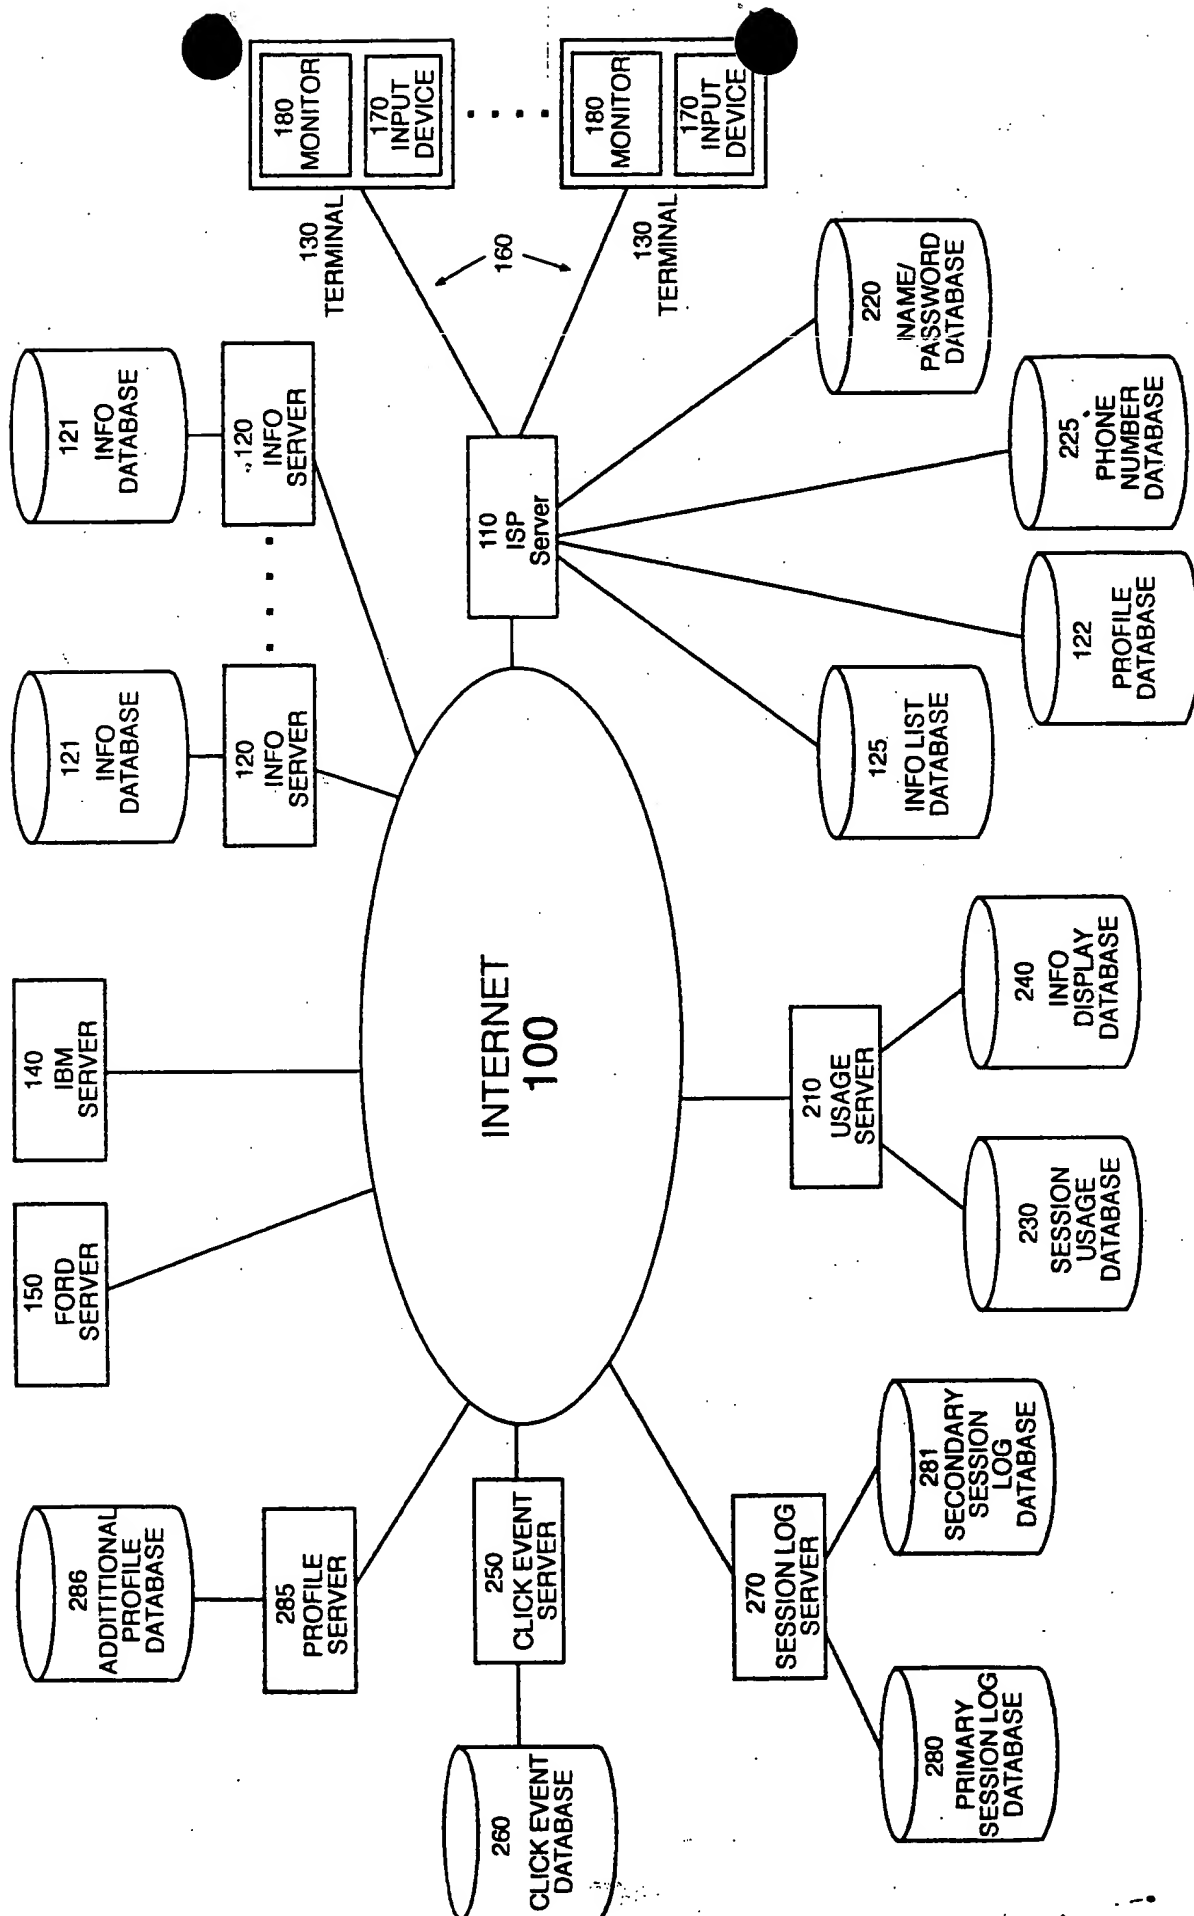 286
ADDITITIONAL
PROFILE
DATABASE
285
PROFILE
SERVER
150
FORD
SERVER
140
IBM
SERVER
121
INFO
DATABASE
120
INFO
SERVER
121
INFO
DATABASE
120
INFO
SERVER
180
MONITOR
170
INPUT
DEVICE
130
TERMINAL
180
MONITOR
170
INPUT
DEVICE
130
TERMINAL
160
260
CLICK EVENT
DATABASE
250
CLICK EVENT
SERVER
INTERNET
100
110
ISP
Server
280
PRIMARY
SESSION LOG
DATABASE
270
SESSION LOG
SERVER
281
SECONDARY
SESSION
LOG
DATABASE
230
SESSION
USAGE
DATABASE
210
USAGE
SERVER
240
INFO
DISPLAY
DATABASE
125
INFO LIST
DATABASE
122
PROFILE
DATABASE
225
PHONE
NUMBER
DATABASE
220
NAME/
PASSWORD
DATABASE